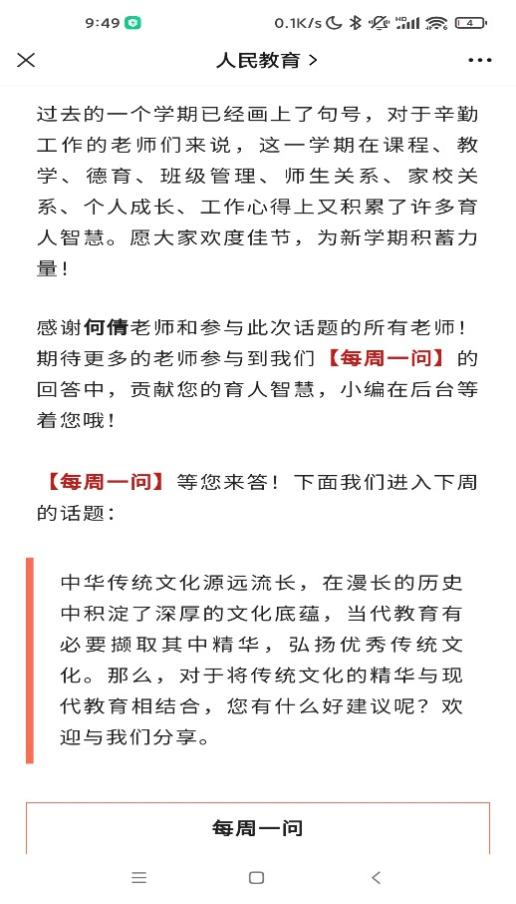 9:49
0.1K/s
HD
4
人民教育 >
过去的一个学期已经画上了句号，对于辛勤
工作的老师们来说，这一学期在课程、教
学、德育、班级管理、师生关系、家校关
系、个人成长、工作心得上又积累了许多育
人智慧。愿大家欢度佳节，为新学期积蓄力
量！
感谢何倩老师和参与此次话题的所有老师！
期待更多的老师参与到我们【每周一问】的
回答中，贡献您的育人智慧，小编在后台等
着您哦！
【每周一问】等您来答！下面我们进入下周
的话题：
中华传统文化源远流长，在漫长的历史
中积淀了深厚的文化底蕴，当代教育有
必要撷取其中精华，弘扬优秀传统文
化。那么，对于将传统文化的精华与现
代教育相结合，您有什么好建议呢？欢
迎与我们分享。
每周一问